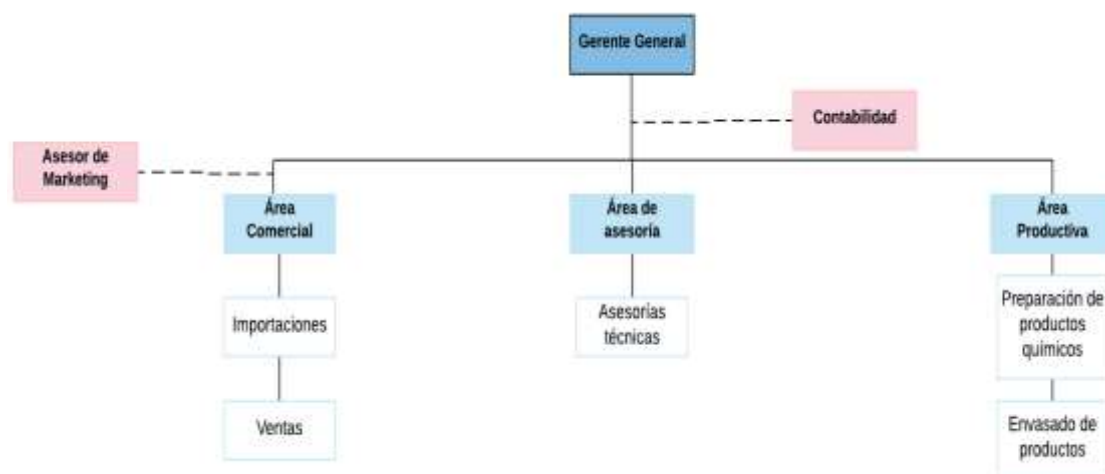 Gerente General
Contabilidad
Asesor de
Marketing
Área
Comercial
Área de
asesoría
Área
Productiva
Importaciones
Asesorías
técnicas
Preparación de
productos
químicos
Ventas
Envasado de
productos